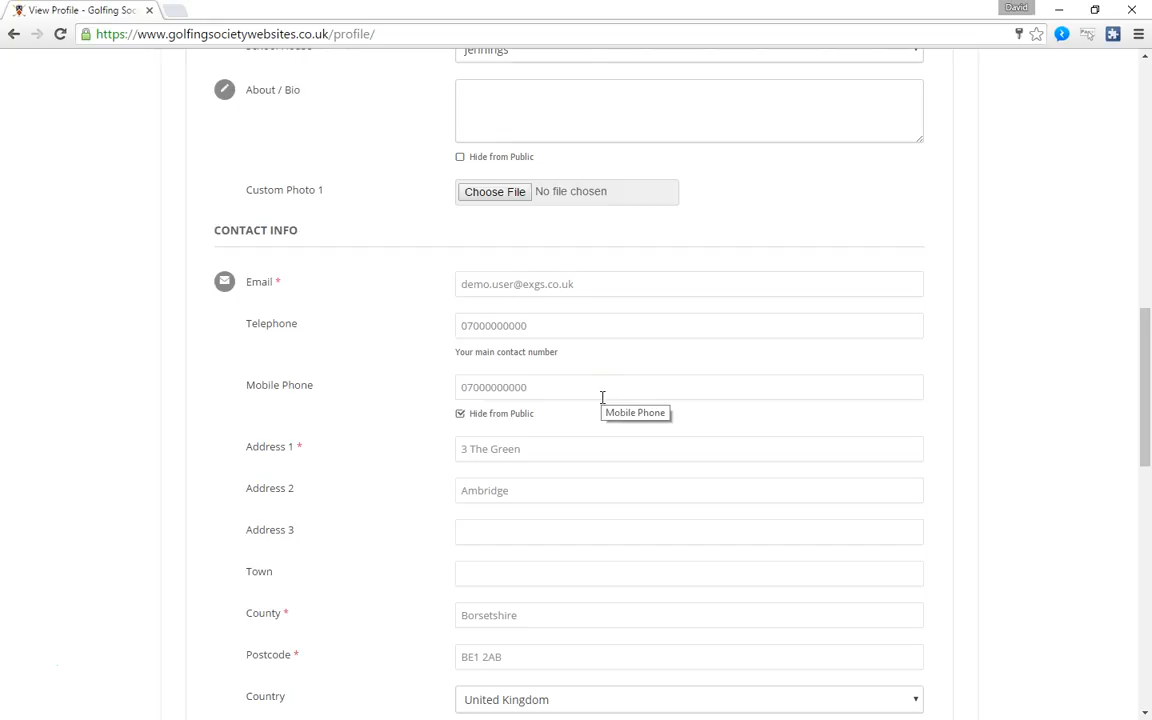 View Profile - Golfing Soc
David
https://www.golfingsocietywebsites.co.uk/profile/
Jennings
About / Bio
Hide from Public
Custom Photo 1
Choose File No file chosen
CONTACT INFO
Email *
demo.user@exgs.co.uk
Telephone
07000000000
Your main contact number
Mobile Phone
07000000000
Hide from Public
Mobile Phone
Address 1 *
3 The Green
Address 2
Ambridge
Address 3
Town
County *
Borsetshire
Postcode *
BE1 2AB
Country
United Kingdom